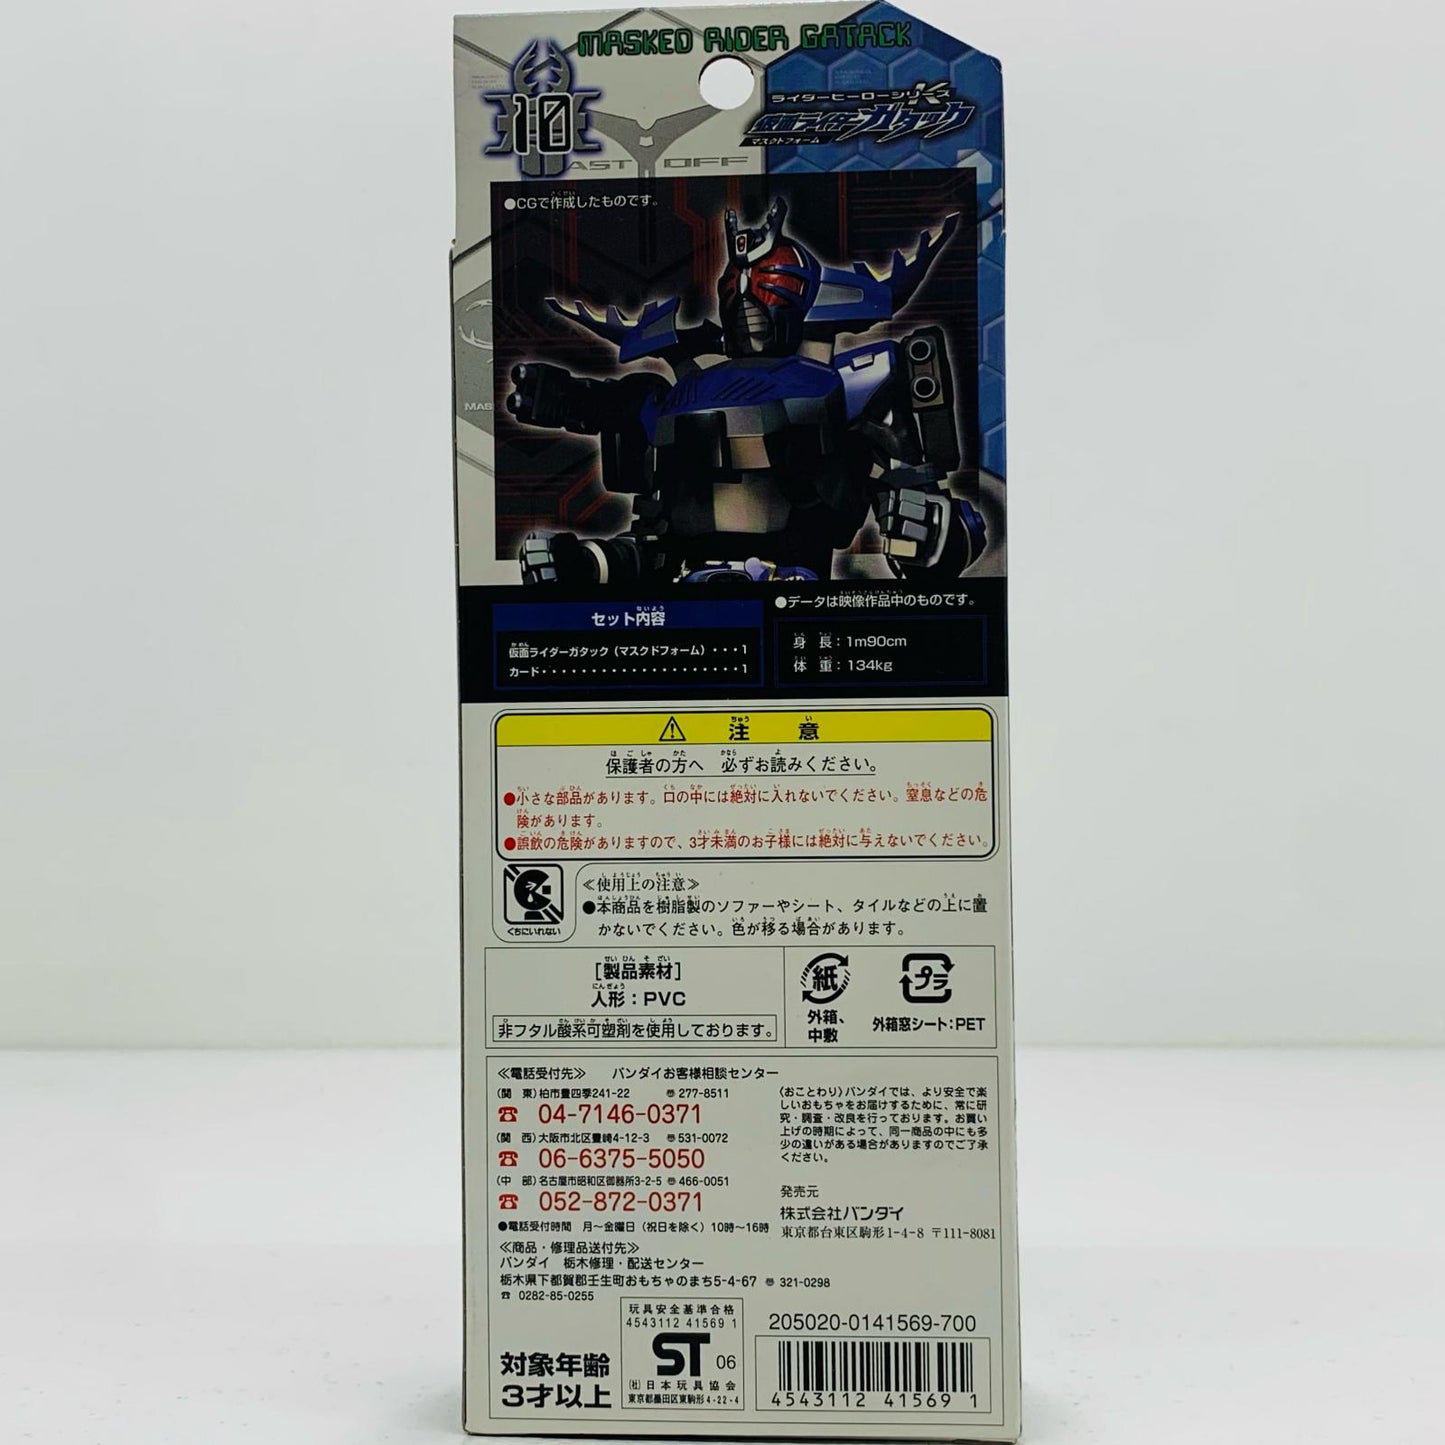 MASKED RIDER GATACK
10
ライダーヒーローシリーズK
仮面ライダーガタック
マスクドフォーム
AST OFF
●CGで作成したものです。
MAS
●データは映像作品中のものです。
セット内容
仮面ライダーガタック(マスクドフォーム)・・・1
カード・・・・・・・・・・・・・・・・・・・・1
身長:1m90cm
体重:134kg
注意
保護者の方へ 必ずお読みください。
●小さな部品があります。口の中には絶対に入れないでください。窒息などの危
険があります。
●誤飲の危険がありますので、3才未満のお子様には絶対に与えないでください。
くちにいれない
≪使用上の注意≫
●本商品を樹脂製のソファーやシート、タイルなどの上に置
かないでください。色が移る場合があります。
[製品素材]
人形:PVC
非フタル酸系可塑剤を使用しております。
紙
外箱、
中敷
プラ
外箱窓シート:PET
≪電話受付先≫ バンダイお客様相談センター
(関 東)柏市豊四季241-22 〒277-8511
☎ 04-7146-0371
(関 西)大阪市北区豊崎4-12-3 〒531-0072
☎ 06-6375-5050
(中 部)名古屋市昭和区御器所3-2-5 〒466-0051
☎ 052-872-0371
●電話受付時間 月~金曜日(祝日を除く)10時~16時
≪商品・修理品送付先≫
バンダイ 栃木修理・配送センター
栃木県下都賀郡壬生町おもちゃのまち5-4-67 〒321-0298
☎ 0282-85-0255
〈おことわり〉バンダイでは、より安全で楽
しいおもちゃをお届けするために、常に研
究・調査・改良を行っております。お買い
上げの時期によって、同一商品の中にも多
少の違いがある場合がありますのでご了承
ください。
発売元
株式会社バンダイ
東京都台東区駒形1-4-8 〒111-8081
対象年齢
3才以上
玩具安全基準合格
4543112 41569 1
ST 06
(社)日本玩具協会
東京都墨田区東駒形4-22-4
205020-0141569-700
4543112 415691